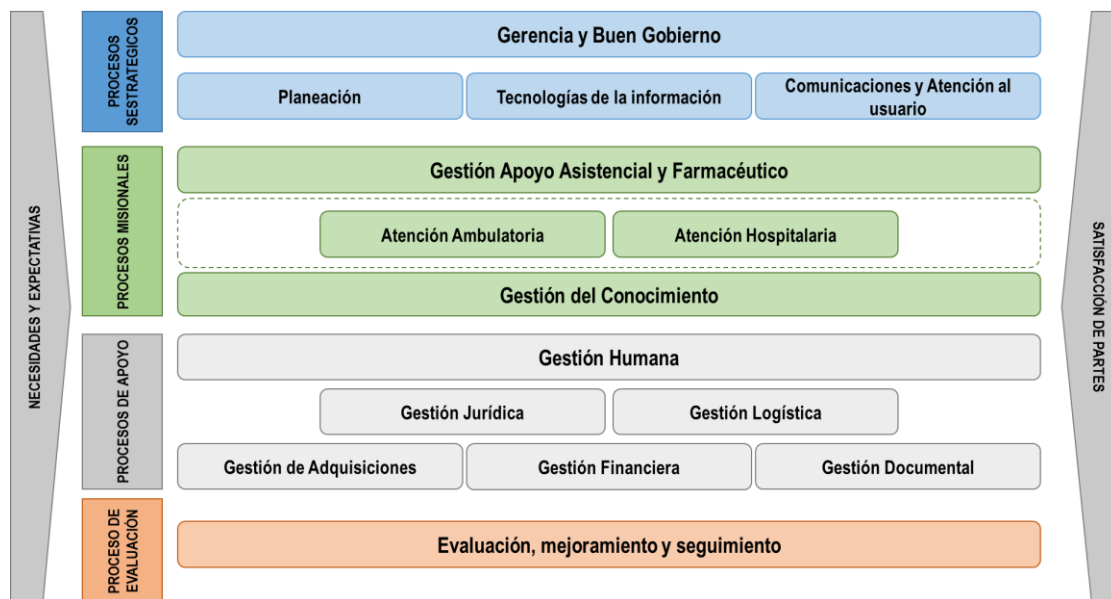 NECESIDADES Y EXPECTATIVAS
PROCESOS
SESTRATEGICOS
Gerencia y Buen Gobierno
Planeación
Tecnologías de la información
Comunicaciones y Atención al
usuario
PROCESOS MISIONALES
Gestión Apoyo Asistencial y Farmacéutico
Atención Ambulatoria
Atención Hospitalaria
Gestión del Conocimiento
PROCESOS DE APOYO
Gestión Humana
Gestión Jurídica
Gestión Logística
Gestión de Adquisiciones
Gestión Financiera
Gestión Documental
PROCESO DE
EVALUACIÓN
Evaluación, mejoramiento y seguimiento
SATISFACCIÓN DE PARTES